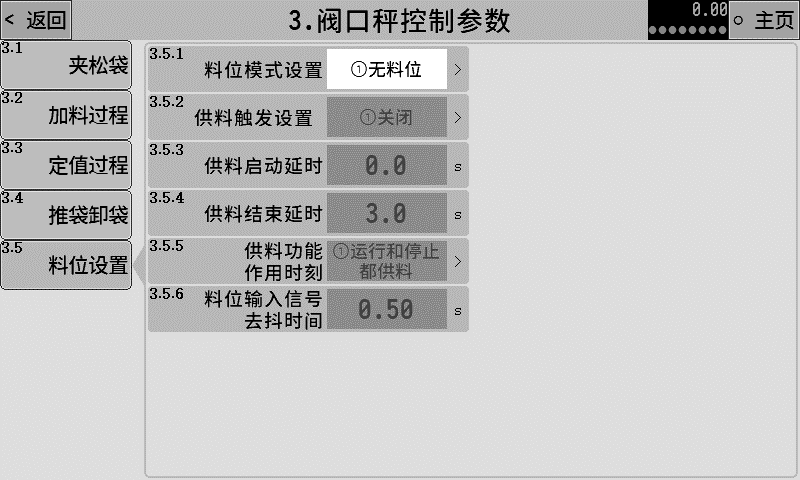 < 返回
3.阀口秤控制参数
0.00
主页
3.1
夹松袋
3.2
加料过程
3.3
定值过程
3.4
推袋卸袋
3.5
料位设置
3.5.1
料位模式设置
①无料位
>
3.5.2
供料触发设置
①关闭
>
3.5.3
供料启动延时
0.0
s
3.5.4
供料结束延时
3.0
s
3.5.5
供料功能
作用时刻
①运行和停止
都供料
>
3.5.6
料位输入信号
去抖时间
0.50
s